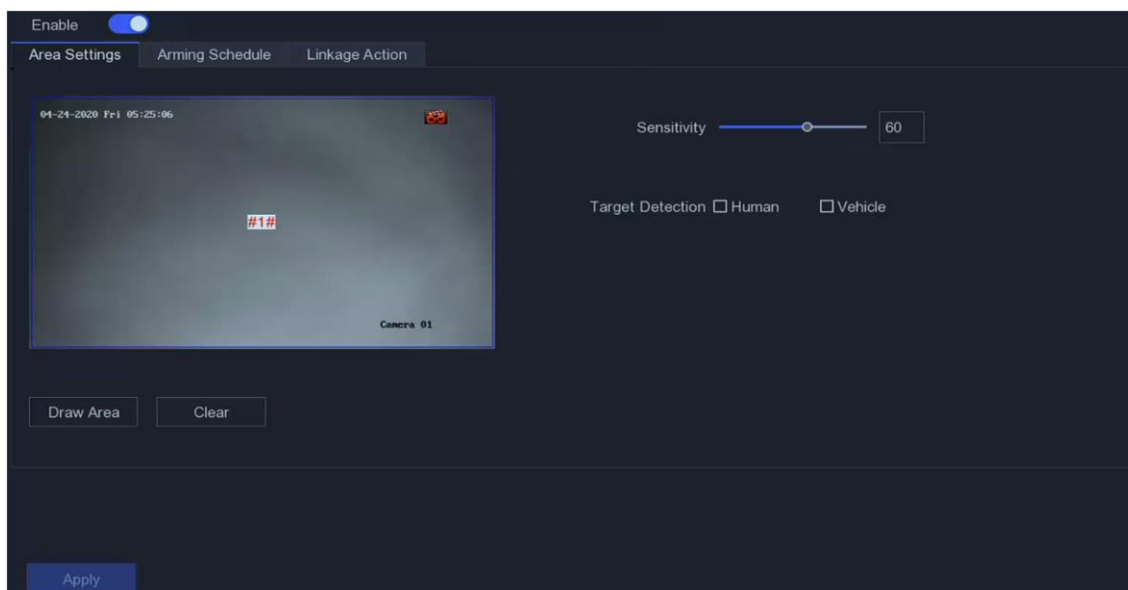 Enable
Area Settings Arming Schedule Linkage Action
04-24-2020 Fri 05:25:06
Sensitivity 60
Target Detection Human Vehicle
#1#
Camera 01
Draw Area Clear
Apply